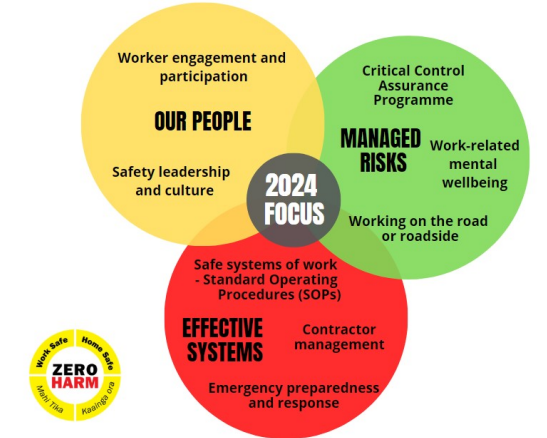 Worker engagement and
participation
OUR PEOPLE
Safety leadership
and culture
Critical Control
Assurance
Programme
MANAGED
RISKS
Work-related
mental
wellbeing
Working on the road
or roadside
2024
FOCUS
Safe systems of work
- Standard Operating
Procedures (SOPs)
EFFECTIVE
SYSTEMS
Contractor
management
Emergency preparedness
and response
Work Safe
Home Safe
ZERO
HARM
Mahi Tika
Kaainga ora